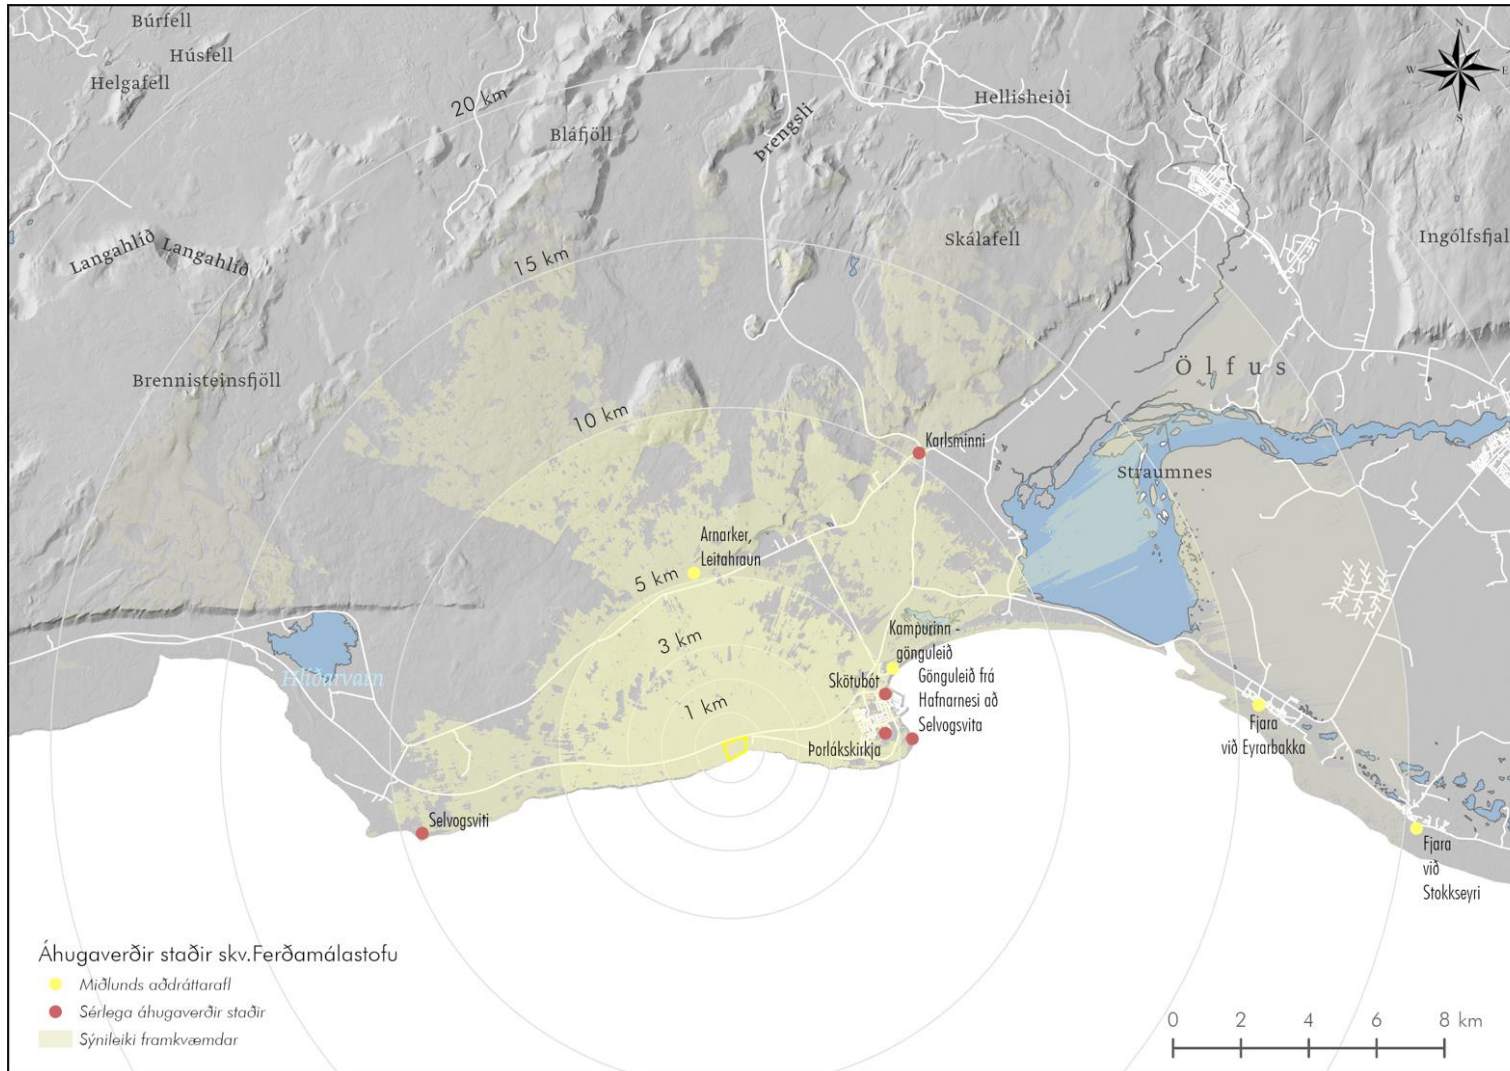 Búrfell
Húsfell
Helgafell
20 km
Bláfjöll
Þrengsli
Hellisheiði
N
W
E
S
Langahlíð
Langahlíð
15 km
Skálafell
Ingólfsfjal
Brennisteinsfjöll
Ölfus
10 km
Karlsminni
Straumnes
Arnarker,
Leitahraun
5 km
3 km
Kampurinn -
gönguleið
Hlíðarvatn
Skötubót
Gönguleið frá
Hafnarnesi að
Selvogsvita
1 km
Þorlákskirkja
Fjara
við Eyrarbakka
Selvogsviti
Fjara
við
Stokkseyri
Áhugaverðir staðir skv.Ferðamálastofu
Miðlunds aðdráttarafl
Sérlega áhugaverðir staðir
Sýnileiki framkvæmdar
0 2 4 6 8 km